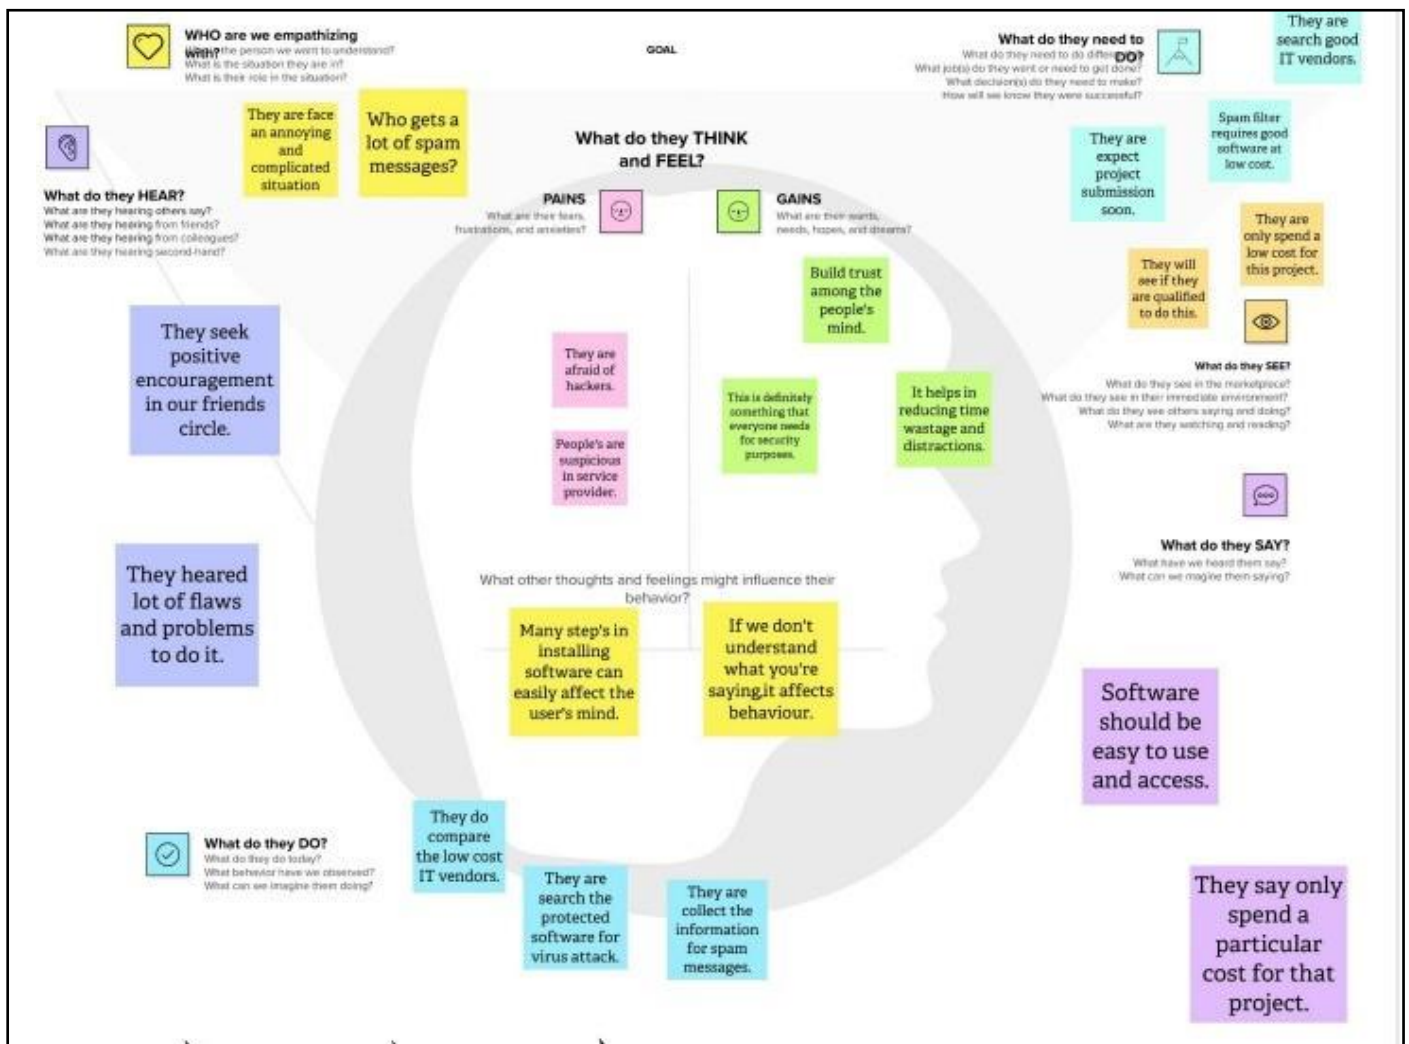 WHO are we empathizing
with?
the person we want to understand?
What is the situation they are in?
What is their role in the situation?
GOAL
What do they need to
DO?
What do they need to do
What job(s) do they want or need to get done?
What decision(s) do they need to make?
How will we know they were successful?
They are
search good
IT vendors.
They are face
an annoying
and
complicated
situation
Who gets a
lot of spam
messages?
Spam filter
requires good
software at
low cost.
They are
expect
project
submission
soon.
What do they HEAR?
What are they hearing others say?
What are they hearing from friends?
What are they hearing from colleagues?
What are they hearing second-hand?
What do they THINK
and FEEL?
PAINS
What are their fears,
frustrations, and anxieties?
GAINS
What are their wants,
needs, hopes, and dreams?
They are
only spend a
low cost for
this project.
They will
see if they
are qualified
to do this.
Build trust
among the
people's
mind.
They seek
positive
encouragement
in our friends
circle.
They are
afraid of
hackers.
This is definitely
something that
everyone needs
for security
purposes.
It helps in
reducing time
wastage and
distractions.
What do they SEE?
What do they see in the marketplace?
What do they see in their immediate environment?
What do they see others saying and doing?
What are they watching and reading?
People's are
suspicious
in service
provider.
What do they SAY?
What have we heard them say?
What can we magine them saying?
They heared
lot of flaws
and problems
to do it.
What other thoughts and feelings might influence their
behavior?
Many step's in
installing
software can
easily affect the
user's mind.
If we don't
understand
what you're
saying,it affects
behaviour.
Software
should be
easy to use
and access.
What do they DO?
What do they do today?
What behavior have we observed?
What can we imagine them doing?
They do
compare
the low cost
IT vendors.
They are
search the
protected
software for
virus attack.
They are
collect the
information
for spam
messages.
They say only
spend a
particular
cost for that
project.